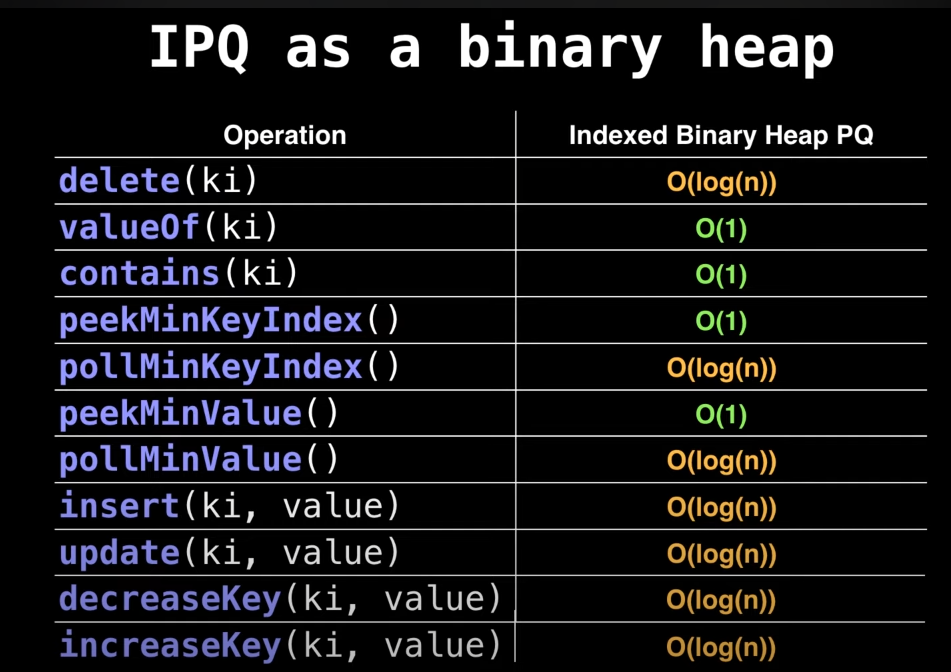 IPQ as a binary heap
Operation Indexed Binary Heap PQ
delete(ki) O(log(n))
valueOf(ki) O(1)
contains(ki) O(1)
peekMinKeyIndex() O(1)
pollMinKeyIndex() O(log(n))
peekMinValue() O(1)
pollMinValue() O(log(n))
insert(ki, value) O(log(n))
update(ki, value) O(log(n))
decreaseKey(ki, value) O(log(n))
increaseKey(ki, value) O(log(n))